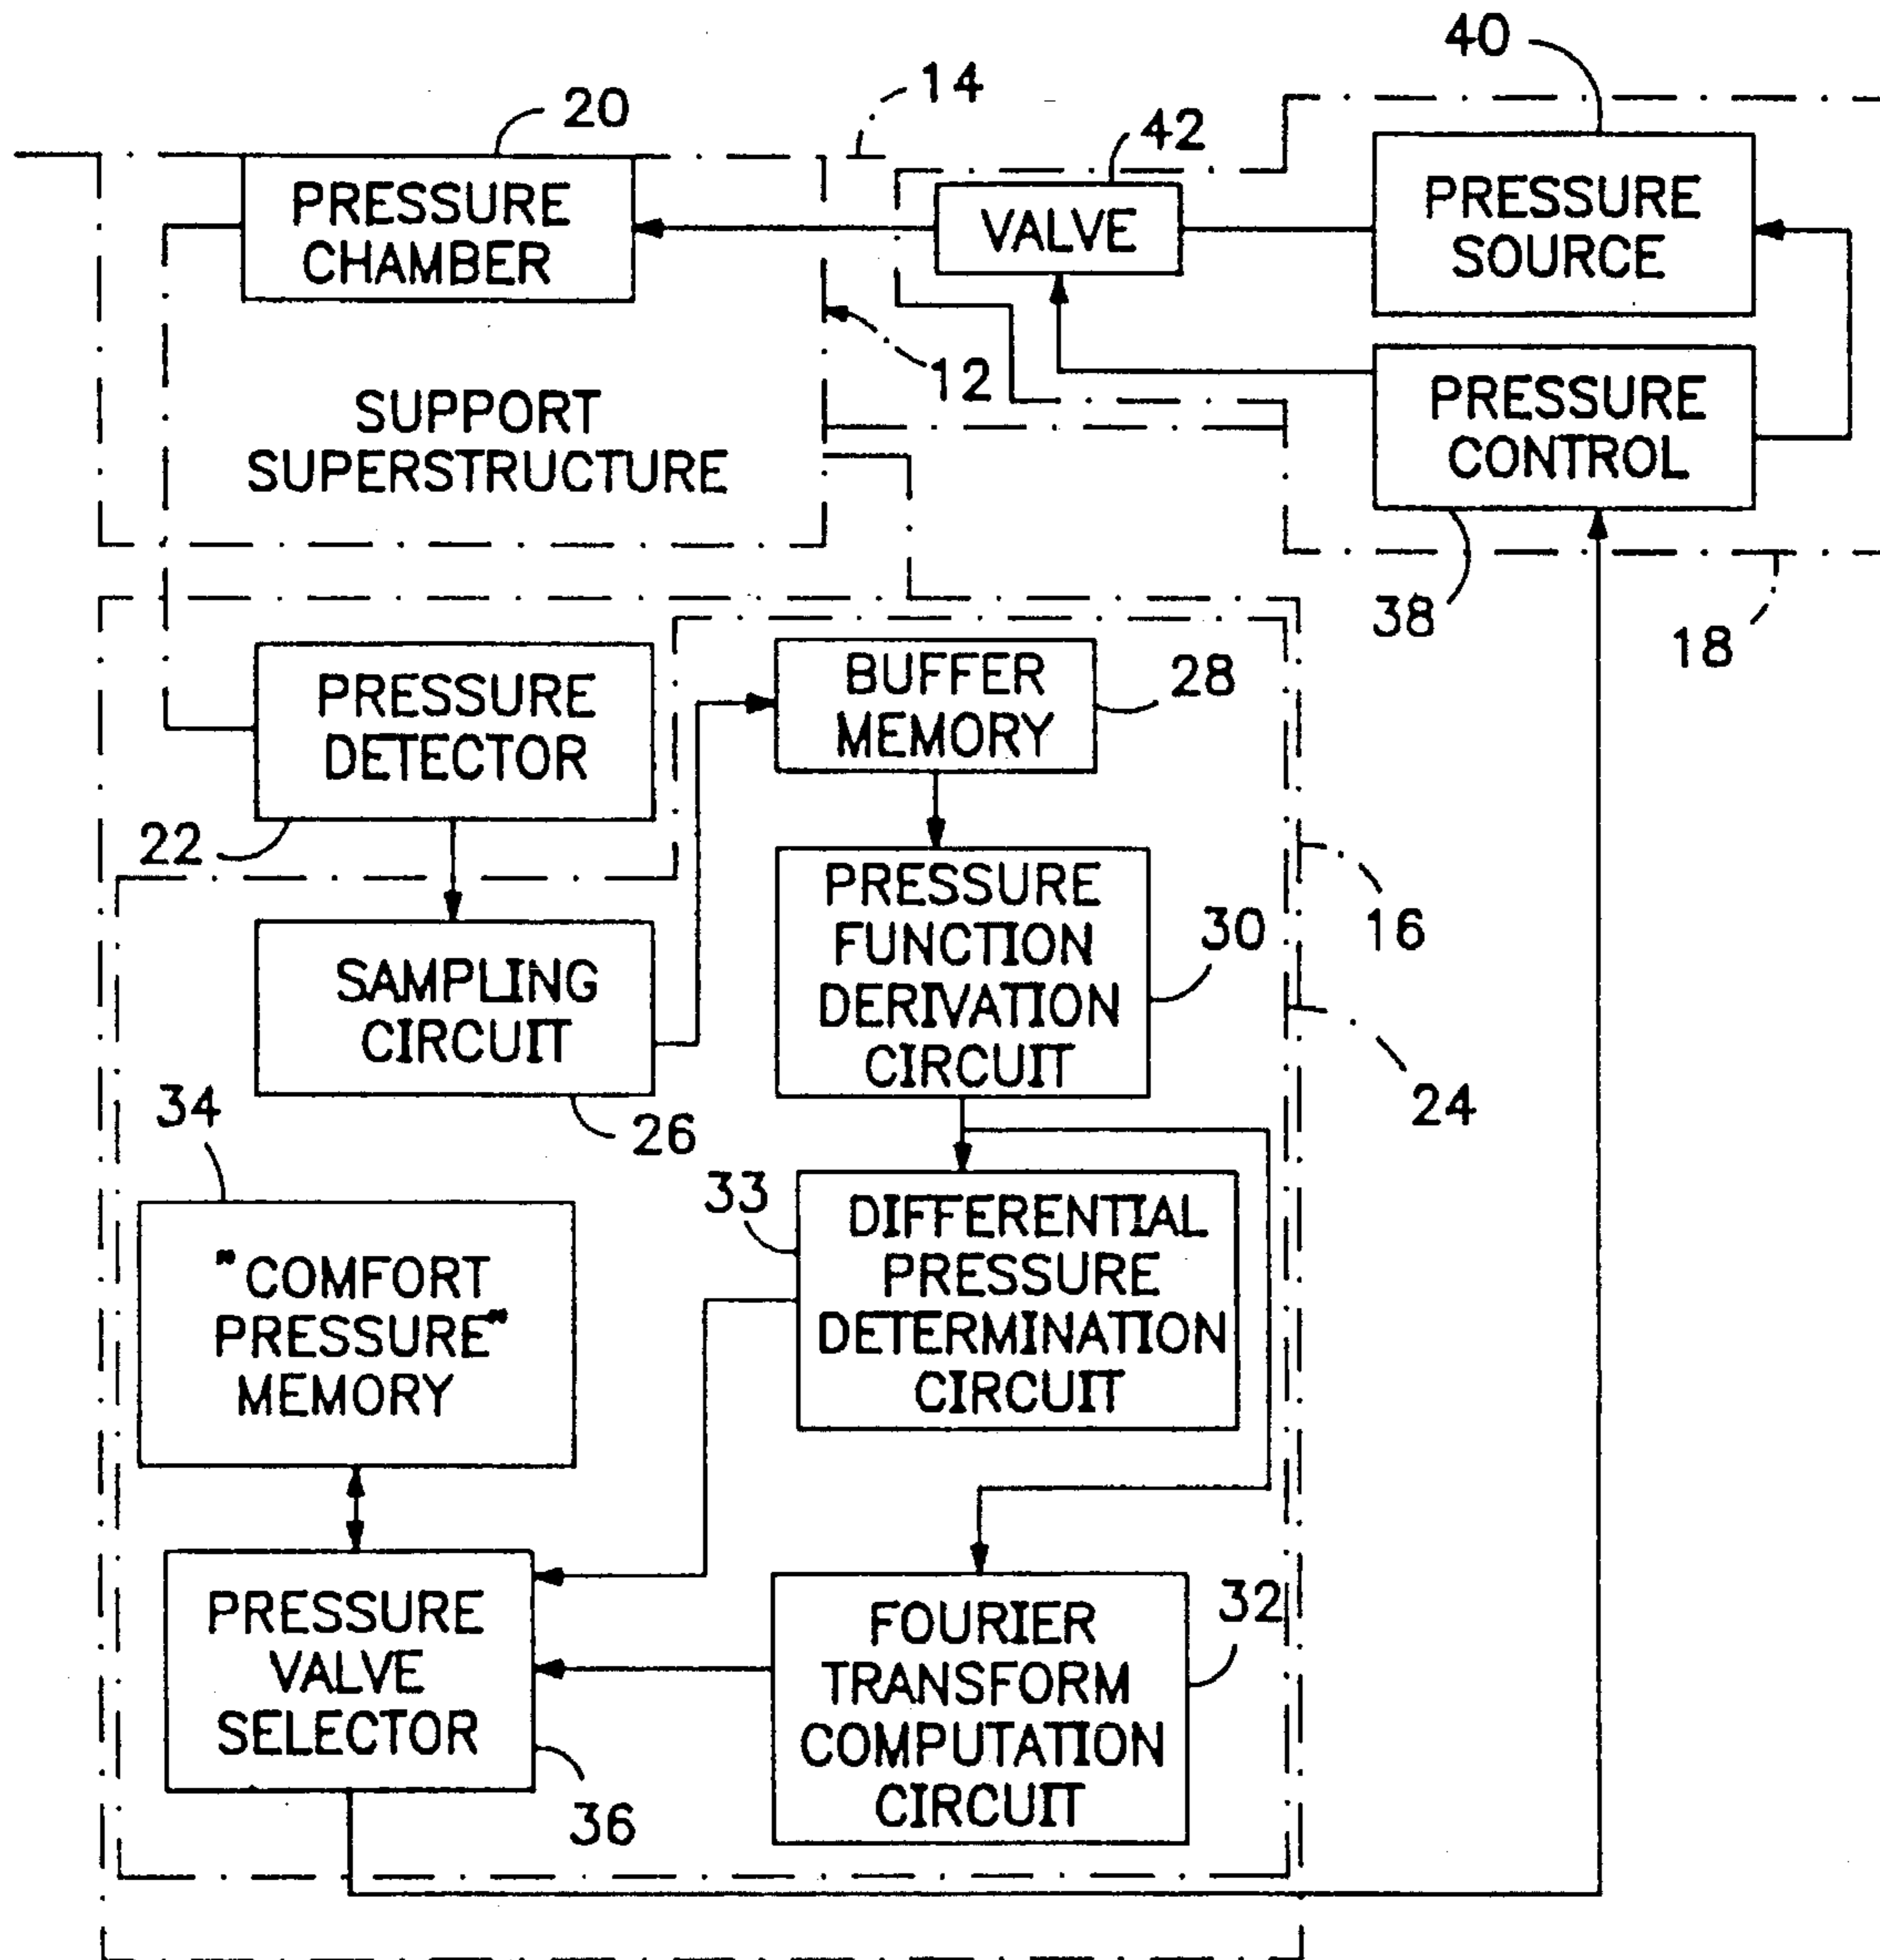 40
14
20
42
PRESSURE
CHAMBER
VALVE
PRESSURE
SOURCE
12
SUPPORT
SUPERSTRUCTURE
PRESSURE
CONTROL
38
18
PRESSURE
DETECTOR
BUFFER
MEMORY
28
22
PRESSURE
FUNCTION
DERIVATION
CIRCUIT
30
16
SAMPLING
CIRCUIT
24
34
26
33
DIFFERENTIAL
PRESSURE
DETERMINATION
CIRCUIT
"COMFORT
PRESSURE"
MEMORY
PRESSURE
VALVE
SELECTOR
32
FOURIER
TRANSFORM
COMPUTATION
CIRCUIT
36